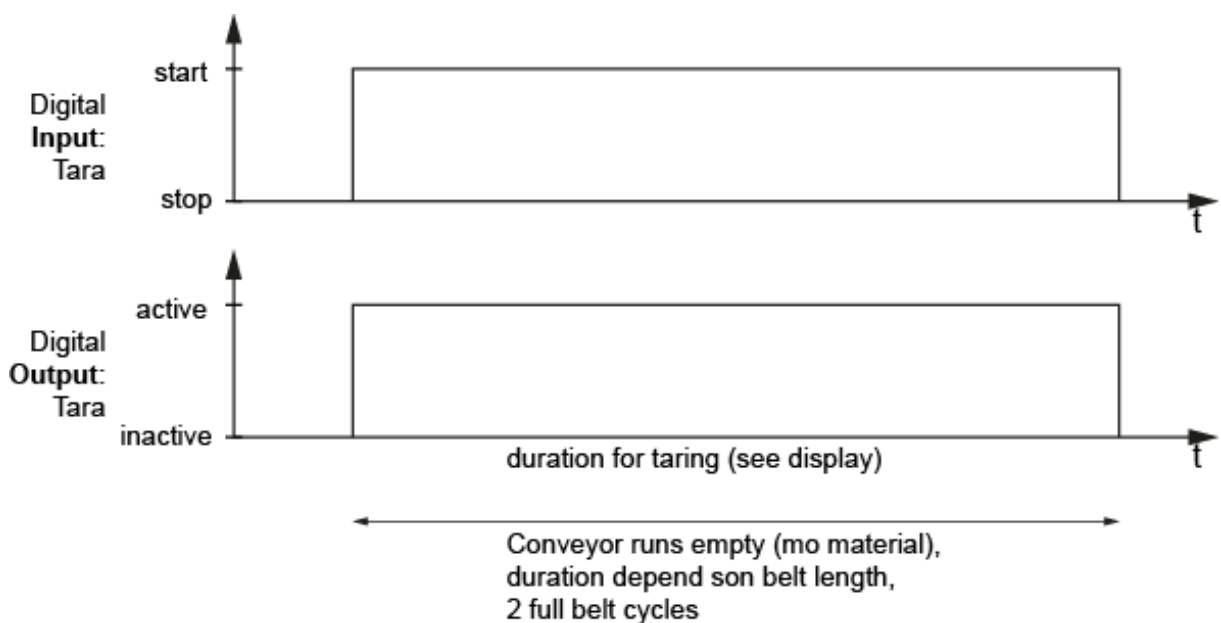 start
Digital
Input:
Tara
stop
t
active
Digital
Output:
Tara
inactive
t
duration for taring (see display)
Conveyor runs empty (mo material),
duration depend son belt length,
2 full belt cycles